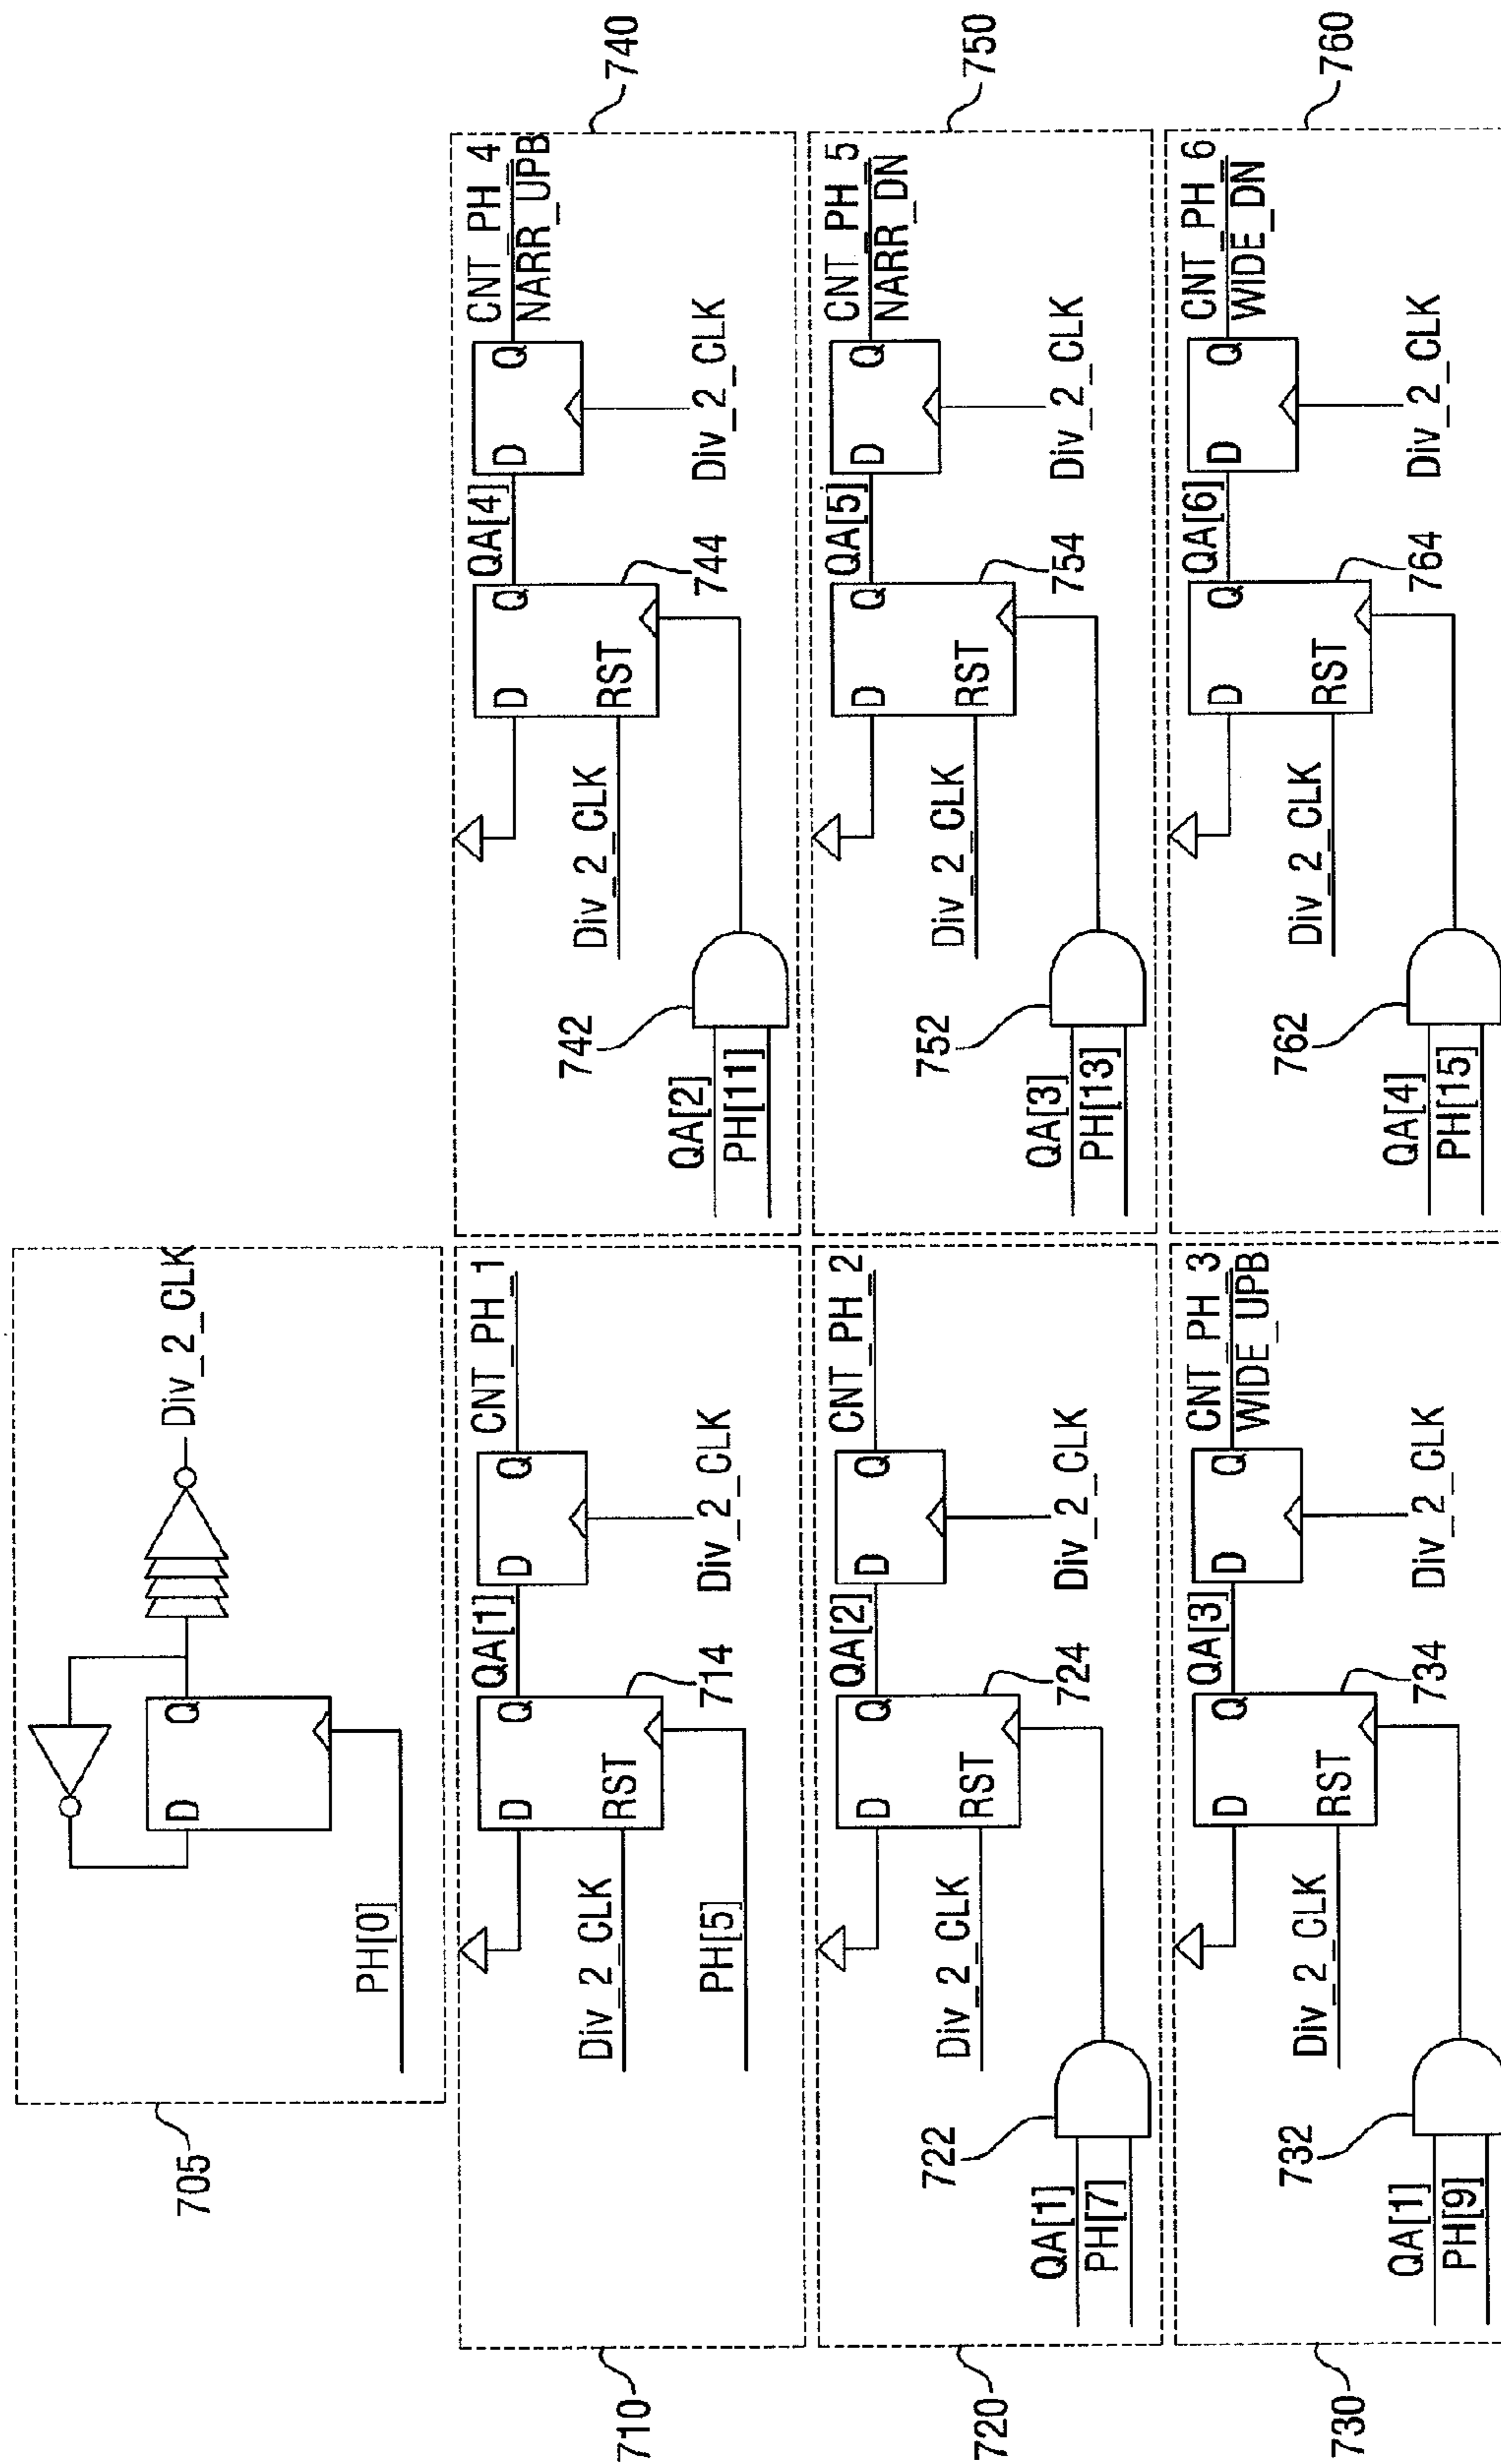 705
D
Q
PH[0]
Div_2_CLK
710
D
Q
RST
Div_2_CLK
PH[5]
714
QA[1]
D
Q
Div_2_CLK
CNT_PH_1
720
QA[1]
PH[7]
722
D
Q
RST
Div_2_CLK
724
QA[2]
D
Q
Div_2_CLK
CNT_PH_2
730
QA[1]
PH[9]
732
D
Q
RST
Div_2_CLK
734
QA[3]
D
Q
Div_2_CLK
CNT_PH_3
WIDE_UPB
740
QA[2]
PH[11]
742
D
Q
RST
Div_2_CLK
744
QA[4]
D
Q
Div_2_CLK
CNT_PH_4
NARR_UPB
750
QA[3]
PH[13]
752
D
Q
RST
Div_2_CLK
754
QA[5]
D
Q
Div_2_CLK
CNT_PH_5
NARR_DN
760
QA[4]
PH[15]
762
D
Q
RST
Div_2_CLK
764
QA[6]
D
Q
Div_2_CLK
CNT_PH_6
WIDE_DN